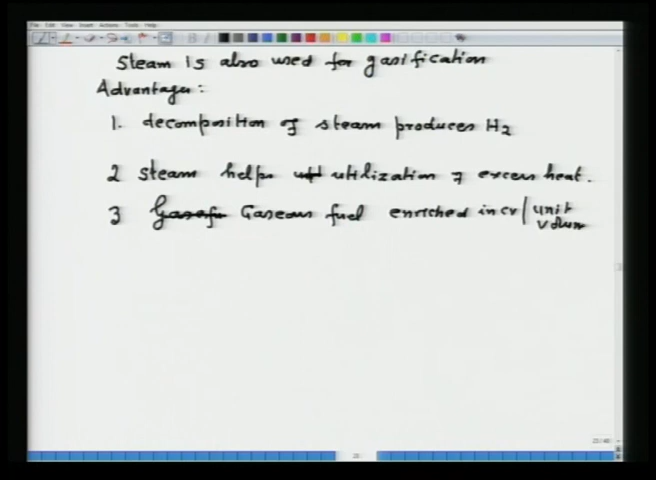 Steam is also used for gasification
Advantages:
1. decomposition of steam produces H2
2 steam helps utilization of excess heat.
3 Gaseous fuel enriched in cv/unit
volume